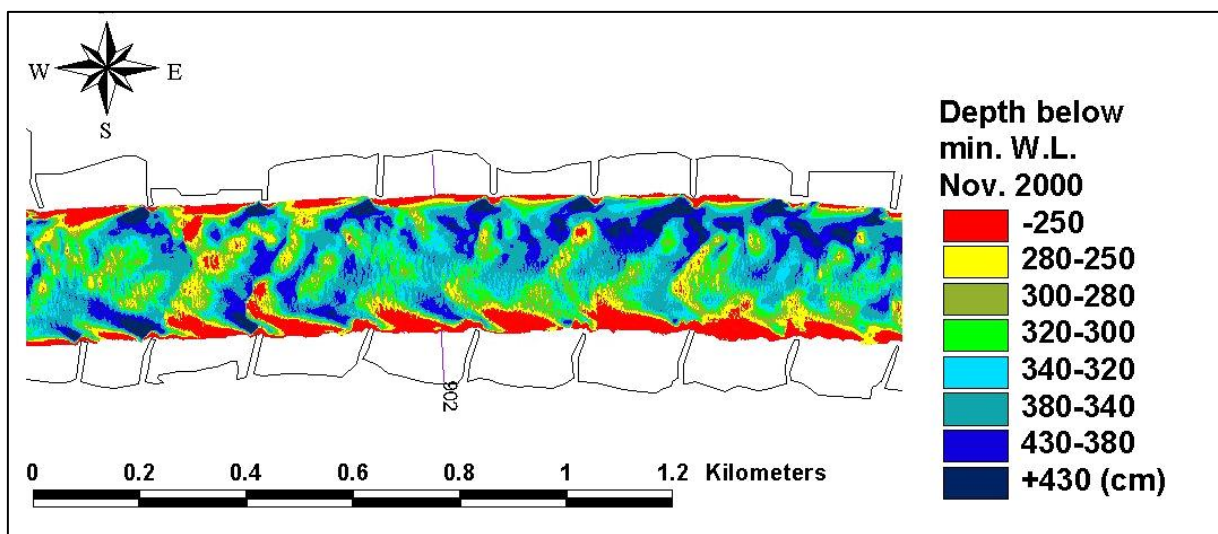 W
E
S
902
Depth below
min. W.L.
Nov. 2000
-250
280-250
300-280
320-300
340-320
380-340
430-380
+430 (cm)
0 0.2 0.4 0.6 0.8 1 1.2 Kilometers